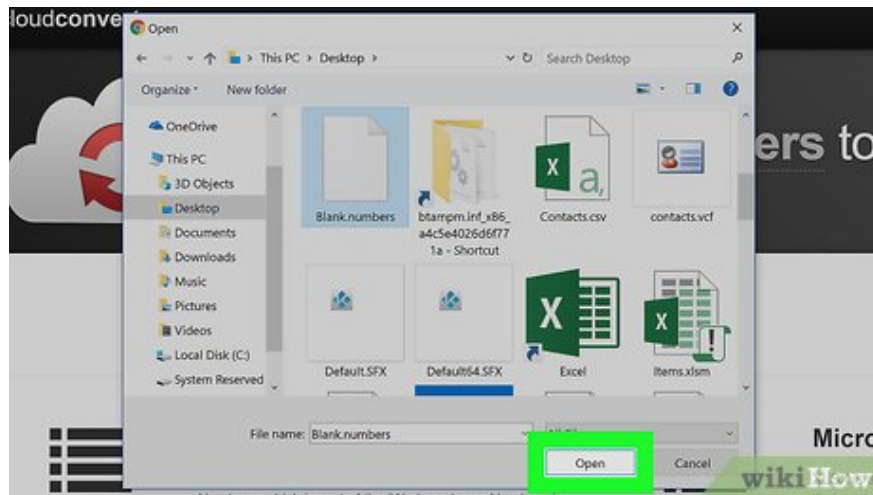 loudconve
Open
This PC > Desktop >
Search Desktop
Organize
New folder
OneDrive
This PC
3D Objects
Desktop
Documents
Downloads
Music
Pictures
Videos
Local Disk (C:)
System Reserved
Blank.numbers
btampm.inf_x86_
a4c5e4026d6f77
1a - Shortcut
Contacts.csv
contacts.vcf
Default.SFX
Default64.SFX
Excel
Items.xlsm
ers to
File name: Blank.numbers
Open
Cancel
Micro
wikiHow